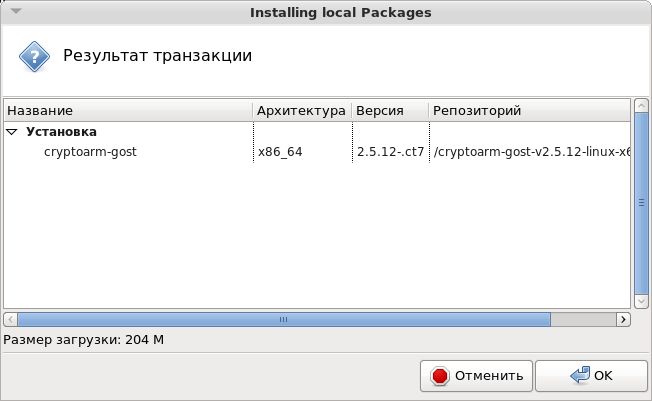 Installing local Packages
Результат транзакции
Название Архитектура Версия Репозиторий
Установка
cryptoarm-gost x86_64 2.5.12-.ct7 /cryptoarm-gost-v2.5.12-linux-x6
Размер загрузки: 204 M
Отменить OK